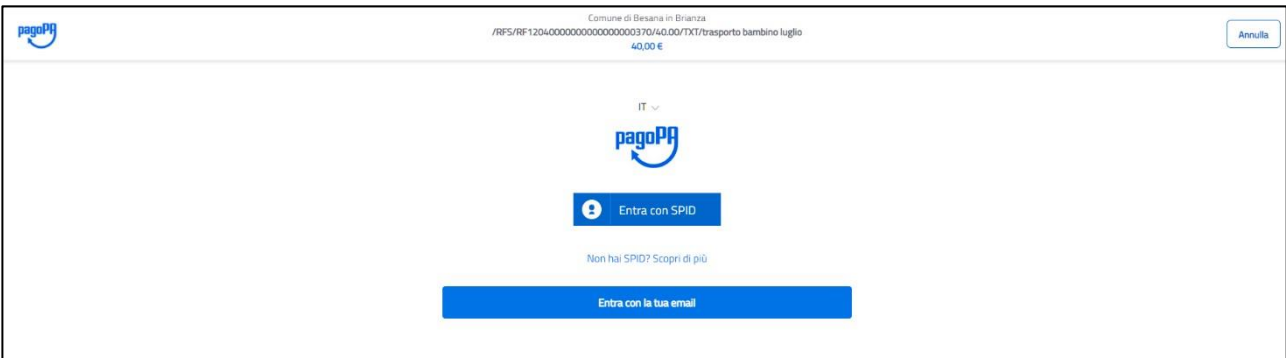 pagoPA
Comune di Besana in Brianza
/RFS/RF12040000000000000000370/40.00/TXT/trasporto bambino luglio
40,00 €
Annulla
IT
pagoPA
Entra con SPID
Non hai SPID? Scopri di più
Entra con la tua email